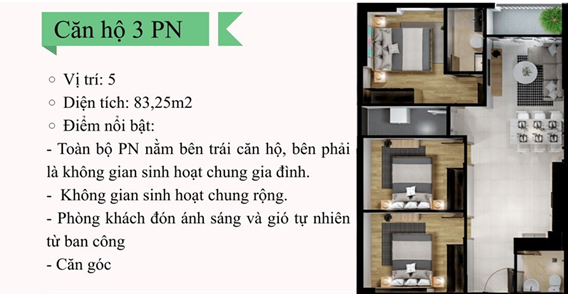 Căn hộ 3 PN
○ Vị trí: 5
○ Diện tích: 83,25m2
○ Điểm nổi bật:
- Toàn bộ PN nằm bên trái căn hộ, bên phải
là không gian sinh hoạt chung gia đình.
- Không gian sinh hoạt chung rộng.
- Phòng khách đón ánh sáng và gió tự nhiên
từ ban công
- Căn góc